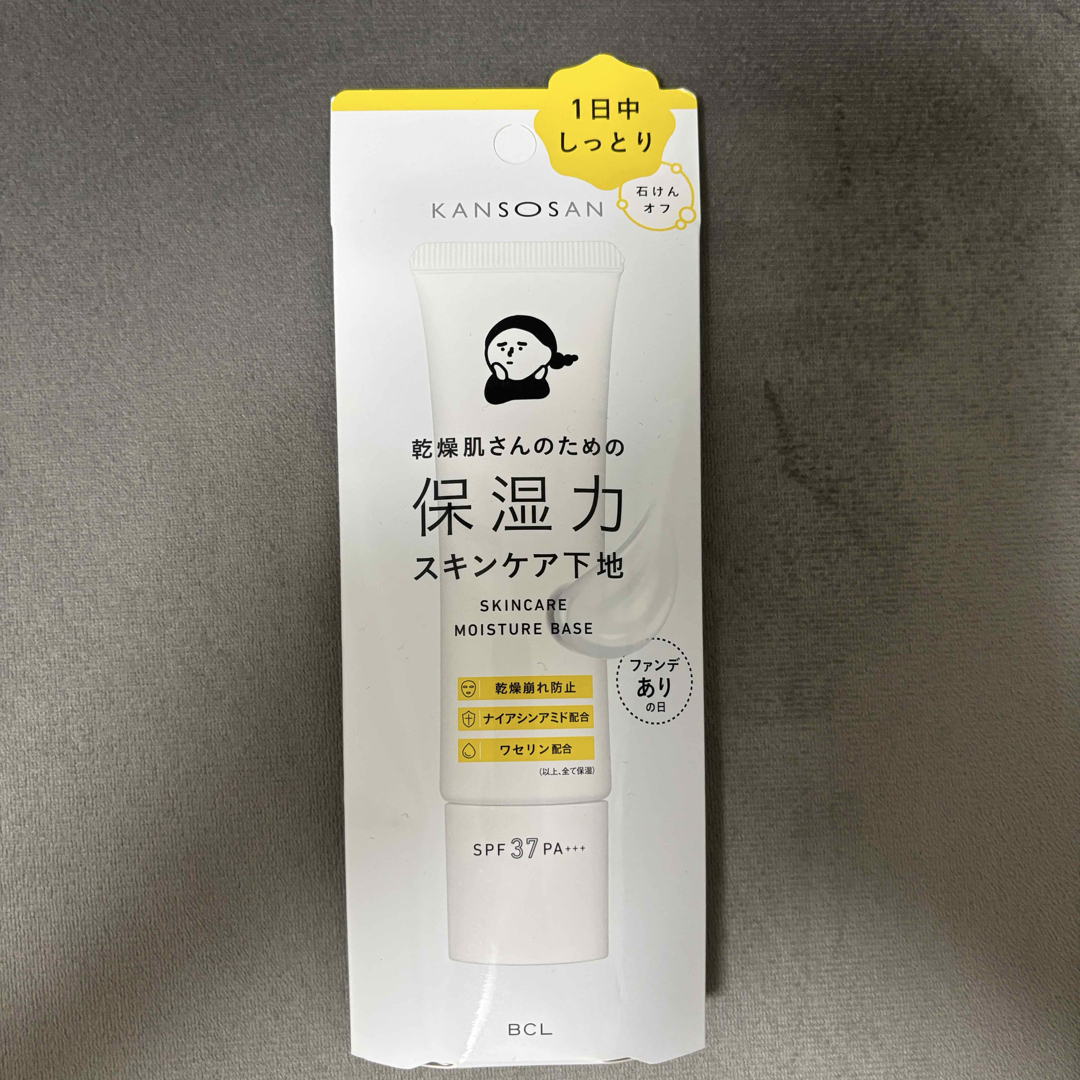 1日中
しっとり
石けん
オフ
KANSOSAN
乾燥肌さんのための
保湿力
スキンケア下地
SKINCARE
MOISTURE BASE
ファンデ
あり
の日
乾燥崩れ防止
ナイアシンアミド配合
ワセリン配合
(以上、全て保湿)
SPF 37 PA+++
BCL